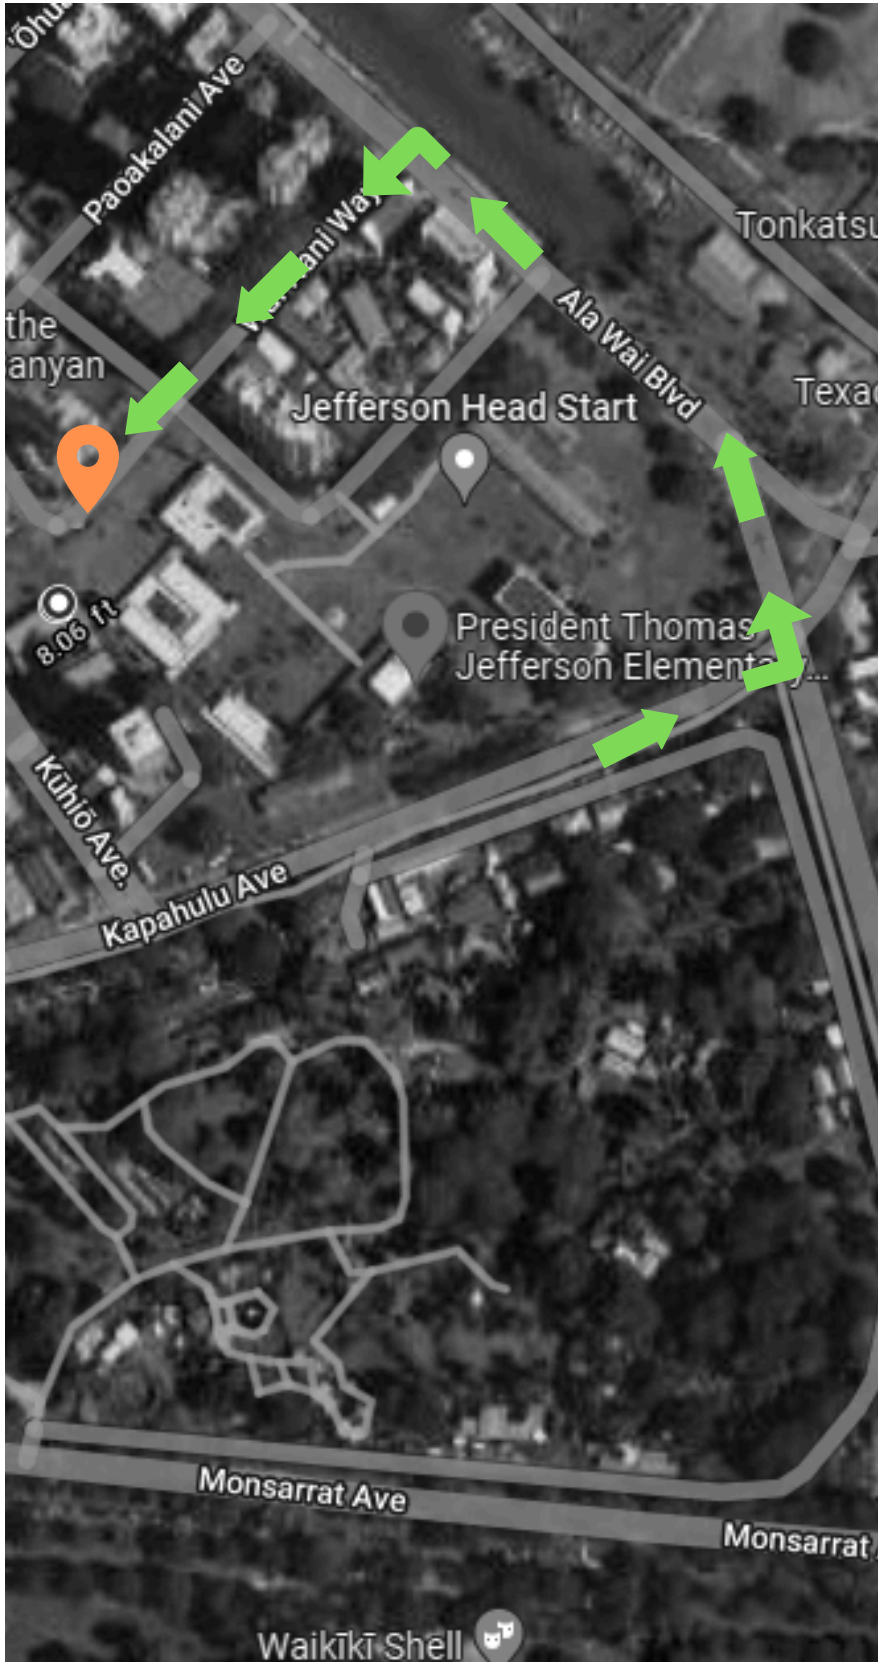 Paoakalani Ave
Tonkatsu
the
anyan
Ala Wai Blvd
Texac
Jefferson Head Start
8.06 ft
President Thomas
Jefferson Elementary...
Kūhiō Ave.
Kapahulu Ave
Monsarrat Ave
Monsarrat
Waikīkī Shell